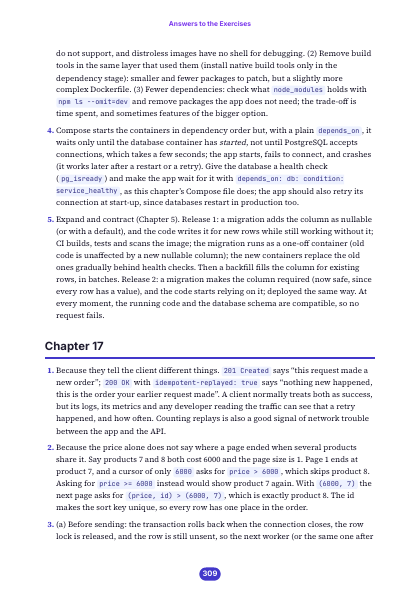 Answers to the Exercises
do not support, and distroless images have no shell for debugging. (2) Remove build
tools in the same layer that used them (install native build tools only in the
dependency stage): smaller and fewer packages to patch, but a slightly more
complex Dockerfile. (3) Fewer dependencies: check what node_modules holds with
npm ls --omit=dev and remove packages the app does not need; the trade-off is
time spent, and sometimes features of the bigger option.
4. Compose starts the containers in dependency order but, with a plain depends_on, it
waits only until the database container has started, not until PostgreSQL accepts
connections, which takes a few seconds; the app starts, fails to connect, and crashes
(it works later after a restart or a retry). Give the database a health check
(pg_isready) and make the app wait for it with depends_on: db: condition:
service_healthy, as this chapter's Compose file does; the app should also retry its
connection at start-up, since databases restart in production too.
5. Expand and contract (Chapter 5). Release 1: a migration adds the column as nullable
(or with a default), and the code writes it for new rows while still working without it;
CI builds, tests and scans the image; the migration runs as a one-off container (old
code is unaffected by a new nullable column); the new containers replace the old
ones gradually behind health checks. Then a backfill fills the column for existing
rows, in batches. Release 2: a migration makes the column required (now safe, since
every row has a value), and the code starts relying on it; deployed the same way. At
every moment, the running code and the database schema are compatible, so no
request fails.
Chapter 17
1. Because they tell the client different things. 201 Created says "this request made a
new order"; 200 OK with idempotent-replayed: true says "nothing new happened,
this is the order your earlier request made". A client normally treats both as success,
but its logs, its metrics and any developer reading the traffic can see that a retry
happened, and how often. Counting replays is also a good signal of network trouble
between the app and the API.
2. Because the price alone does not say where a page ended when several products
share it. Say products 7 and 8 both cost 6000 and the page size is 1. Page 1 ends at
product 7, and a cursor of only 6000 asks for price > 6000, which skips product 8.
Asking for price >= 6000 instead would show product 7 again. With (6000, 7) the
next page asks for (price, id) > (6000, 7), which is exactly product 8. The id
makes the sort key unique, so every row has one place in the order.
3. (a) Before sending: the transaction rolls back when the connection closes, the row
lock is released, and the row is still unsent, so the next worker (or the same one after
309